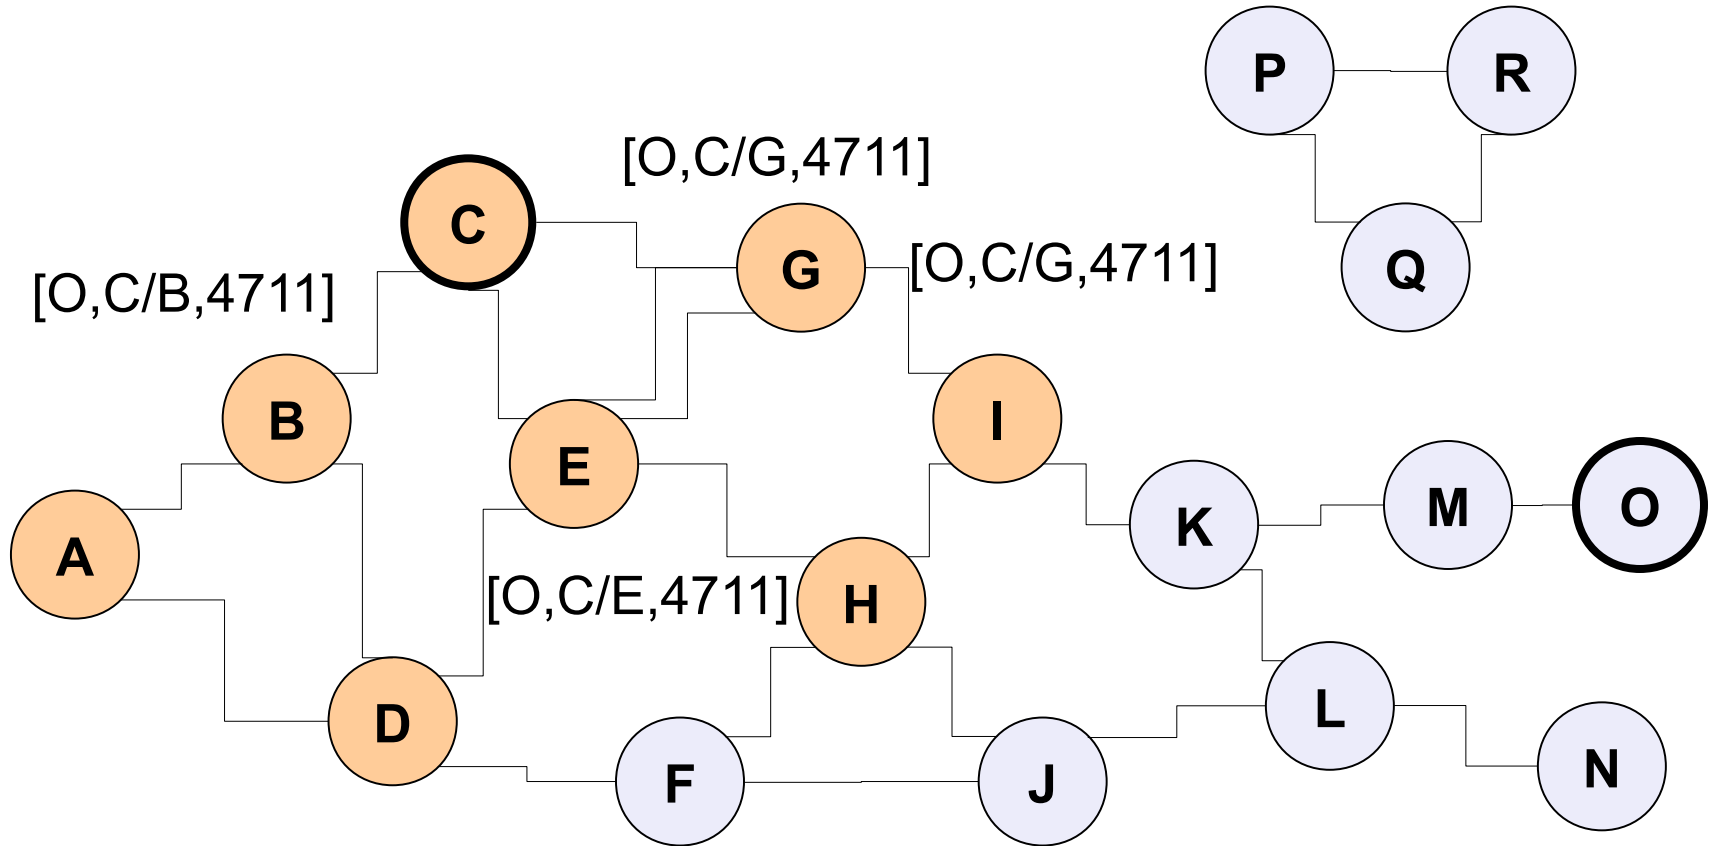 P
R
[O,C/G,4711]
C
G
[O,C/G,4711]
Q
[O,C/B,4711]
B
E
I
A
K
M
O
[O,C/E,4711]
H
D
L
F
J
N